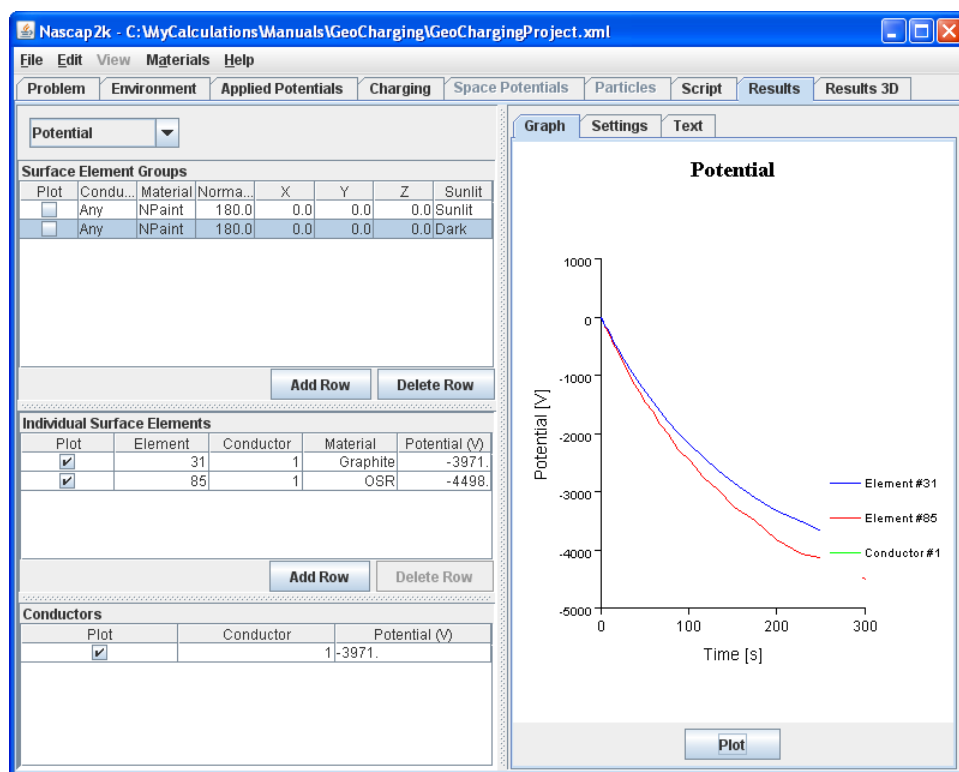 Nascap2k - C:\MyCalculations\Manuals\GeoCharging\GeoChargingProject.xml
File Edit View Materials Help
Problem Environment Applied Potentials Charging Space Potentials Particles Script Results Results 3D
Potential
Surface Element Groups
Plot Condu... Material Norma... X Y Z Sunlit
Any NPaint 180.0 0.0 0.0 0.0 Sunlit
Any NPaint 180.0 0.0 0.0 0.0 Dark
Add Row Delete Row
Individual Surface Elements
Plot Element Conductor Material Potential (V)
31 1 Graphite -3971.
85 1 OSR -4498.
Add Row Delete Row
Conductors
Plot Conductor Potential (V)
1 -3971.
Graph Settings Text
Potential
1000
0
-1000
-2000
-3000
-4000
-5000
Potential [V]
Element #31
Element #85
Conductor #1
0 100 200 300
Time [s]
Plot